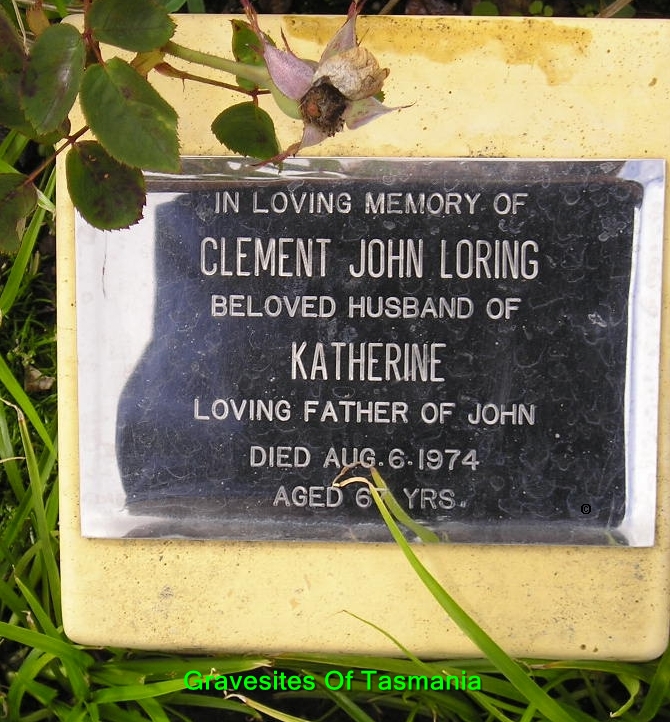 IN LOVING MEMORY OF
CLEMENT JOHN LORING
BELOVED HUSBAND OF
KATHERINE
LOVING FATHER OF JOHN
DIED AUG. 6. 1974
AGED 67 YRS.
©
Gravesites Of Tasmania